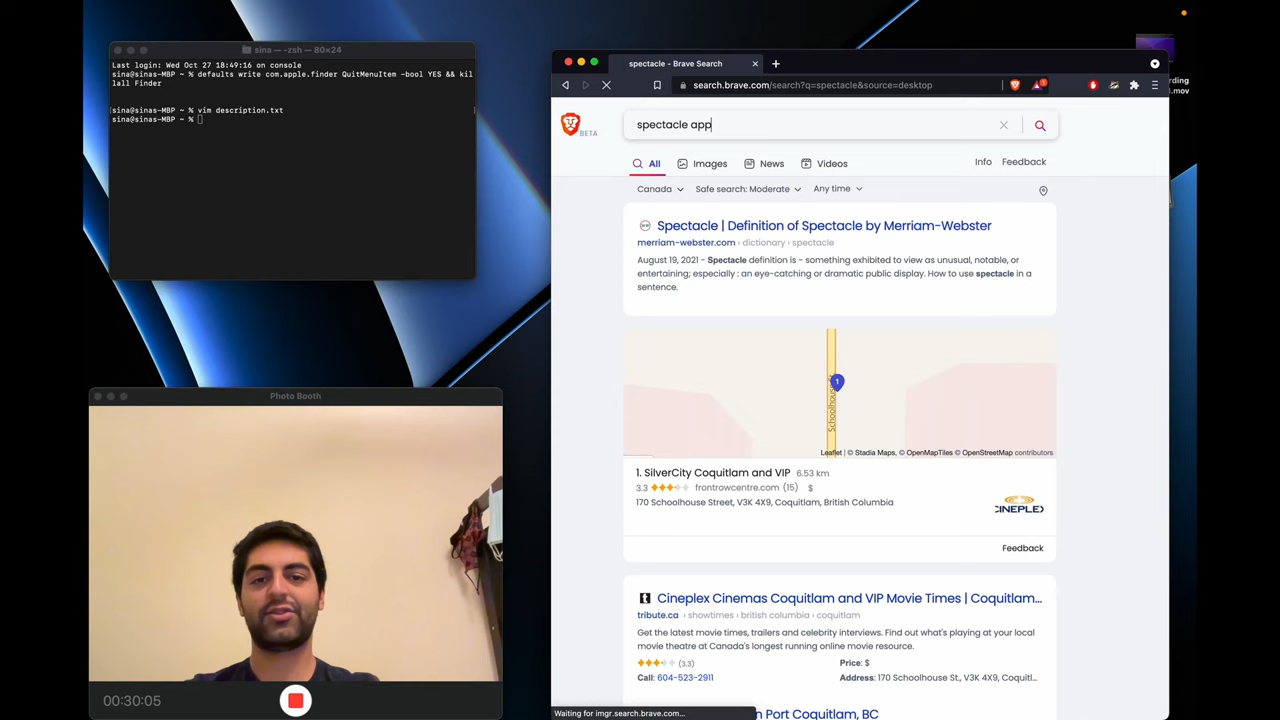 sina — -zsh — 80×24
Last login: Wed Oct 27 18:49:16 on console
sina@sinas-MBP ~ % defaults write com.apple.finder QuitMenuItem -bool YES && kil
lall Finder
sina@sinas-MBP ~ % vim description.txt
sina@sinas-MBP ~ %
Photo Booth
00:30:05
spectacle - Brave Search
search.brave.com/search?q=spectacle&source=desktop
1
BETA
spectacle app
All
Images
News
Videos
Info
Feedback
Canada
Safe search: Moderate
Any time
Spectacle | Definition of Spectacle by Merriam-Webster
merriam-webster.com › dictionary › spectacle
August 19, 2021 - Spectacle definition is - something exhibited to view as unusual, notable, or
entertaining; especially : an eye-catching or dramatic public display. How to use spectacle in a
sentence.
1
Leaflet | © Stadia Maps, © OpenMapTiles © OpenStreetMap contributors
1. SilverCity Coquitlam and VIP 6.53 km
3.3 frontrowcentre.com (15) $
170 Schoolhouse Street, V3K 4X9, Coquitlam, British Columbia
CINEPLEX
Feedback
Cineplex Cinemas Coquitlam and VIP Movie Times | Coquitlam...
tribute.ca › showtimes › british columbia › coquitlam
Get the latest movie times, trailers and celebrity interviews. Find out what's playing at your local
movie theatre at Canada's longest running online movie resource.
(3.3)
Price: $
Call: 604-523-2911
Address: 170 Schoolhouse St., V3K 4X9, Coquitl...
n Port Coquitlam, BC
Waiting for imgr.search.brave.com...
.mov